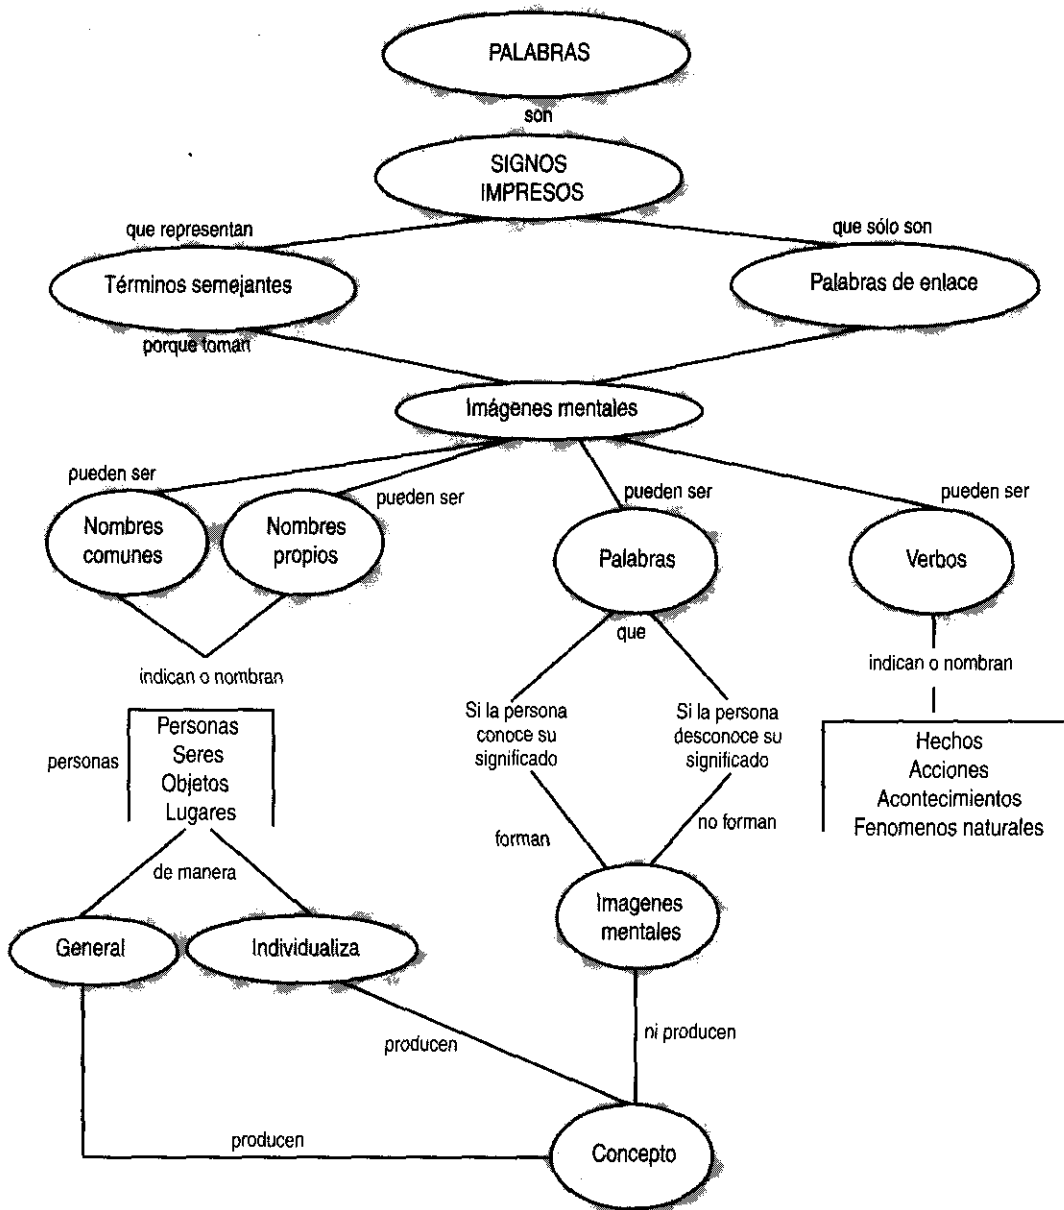 PALABRAS
son
SIGNOS
IMPRESOS
que representan
que sólo son
Términos semejantes
Palabras de enlace
porque toman
Imágenes mentales
pueden ser
pueden ser
pueden ser
pueden ser
Nombres
comunes
Nombres
propios
Palabras
Verbos
que
indican o nombran
indican o nombran
personas
Personas
Seres
Objetos
Lugares
Si la persona
conoce su
significado
Si la persona
desconoce su
significado
Hechos
Acciones
Acontecimientos
Fenomenos naturales
forman
no forman
de manera
General
Individualiza
Imagenes
mentales
producen
ni producen
producen
Concepto